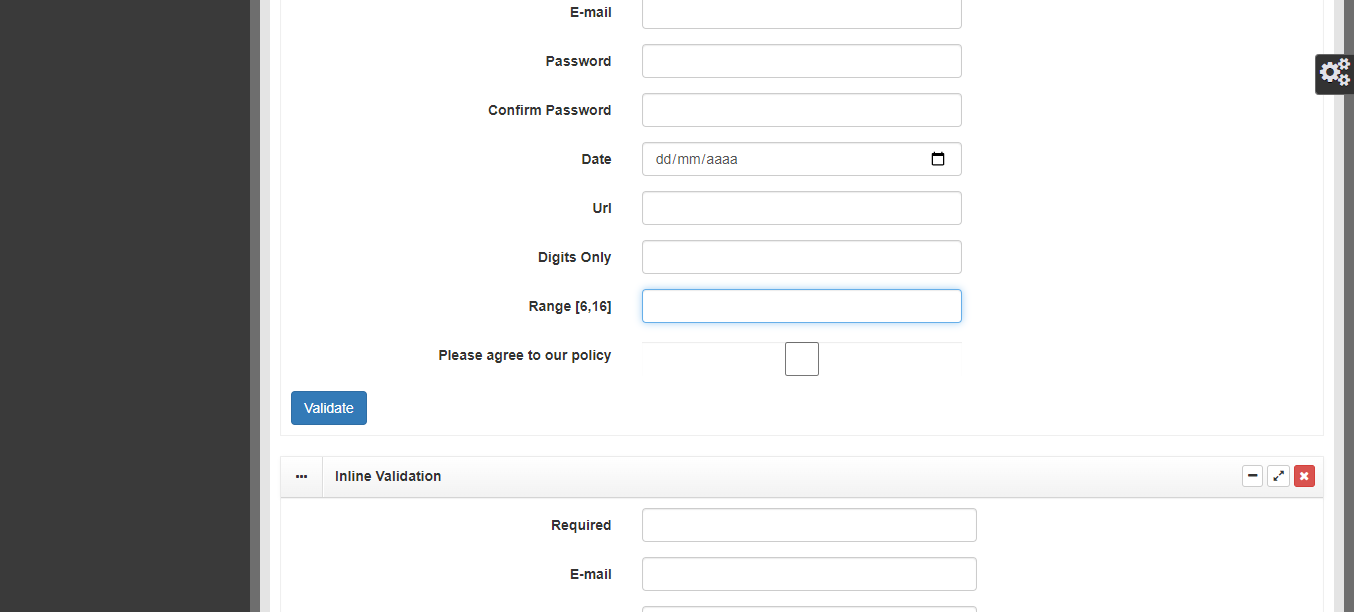 E-mail
Password
Confirm Password
Date dd/mm/aaaa
Url
Digits Only
Range [6,16]
Please agree to our policy
Validate
Inline Validation
Required
E-mail